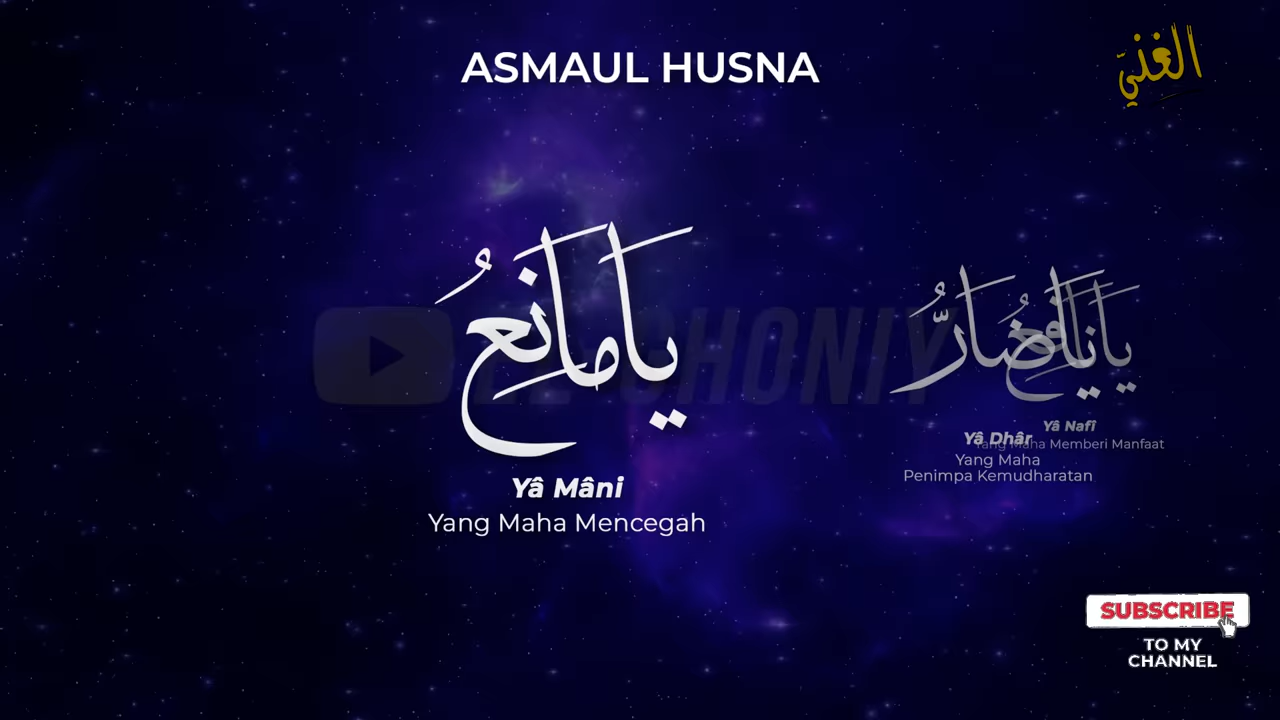 ASMAUL HUSNA
الغني
يَا مَانِعُ
Yâ Mâni
Yang Maha Mencegah
يَا ضَارُّ
Yâ Dhâr
Yang Maha
Penimpa Kemudharatan
يَا نَافِعُ
Yâ Nafî
Yang Maha Memberi Manfaat
SUBSCRIBE
TO MY
CHANNEL